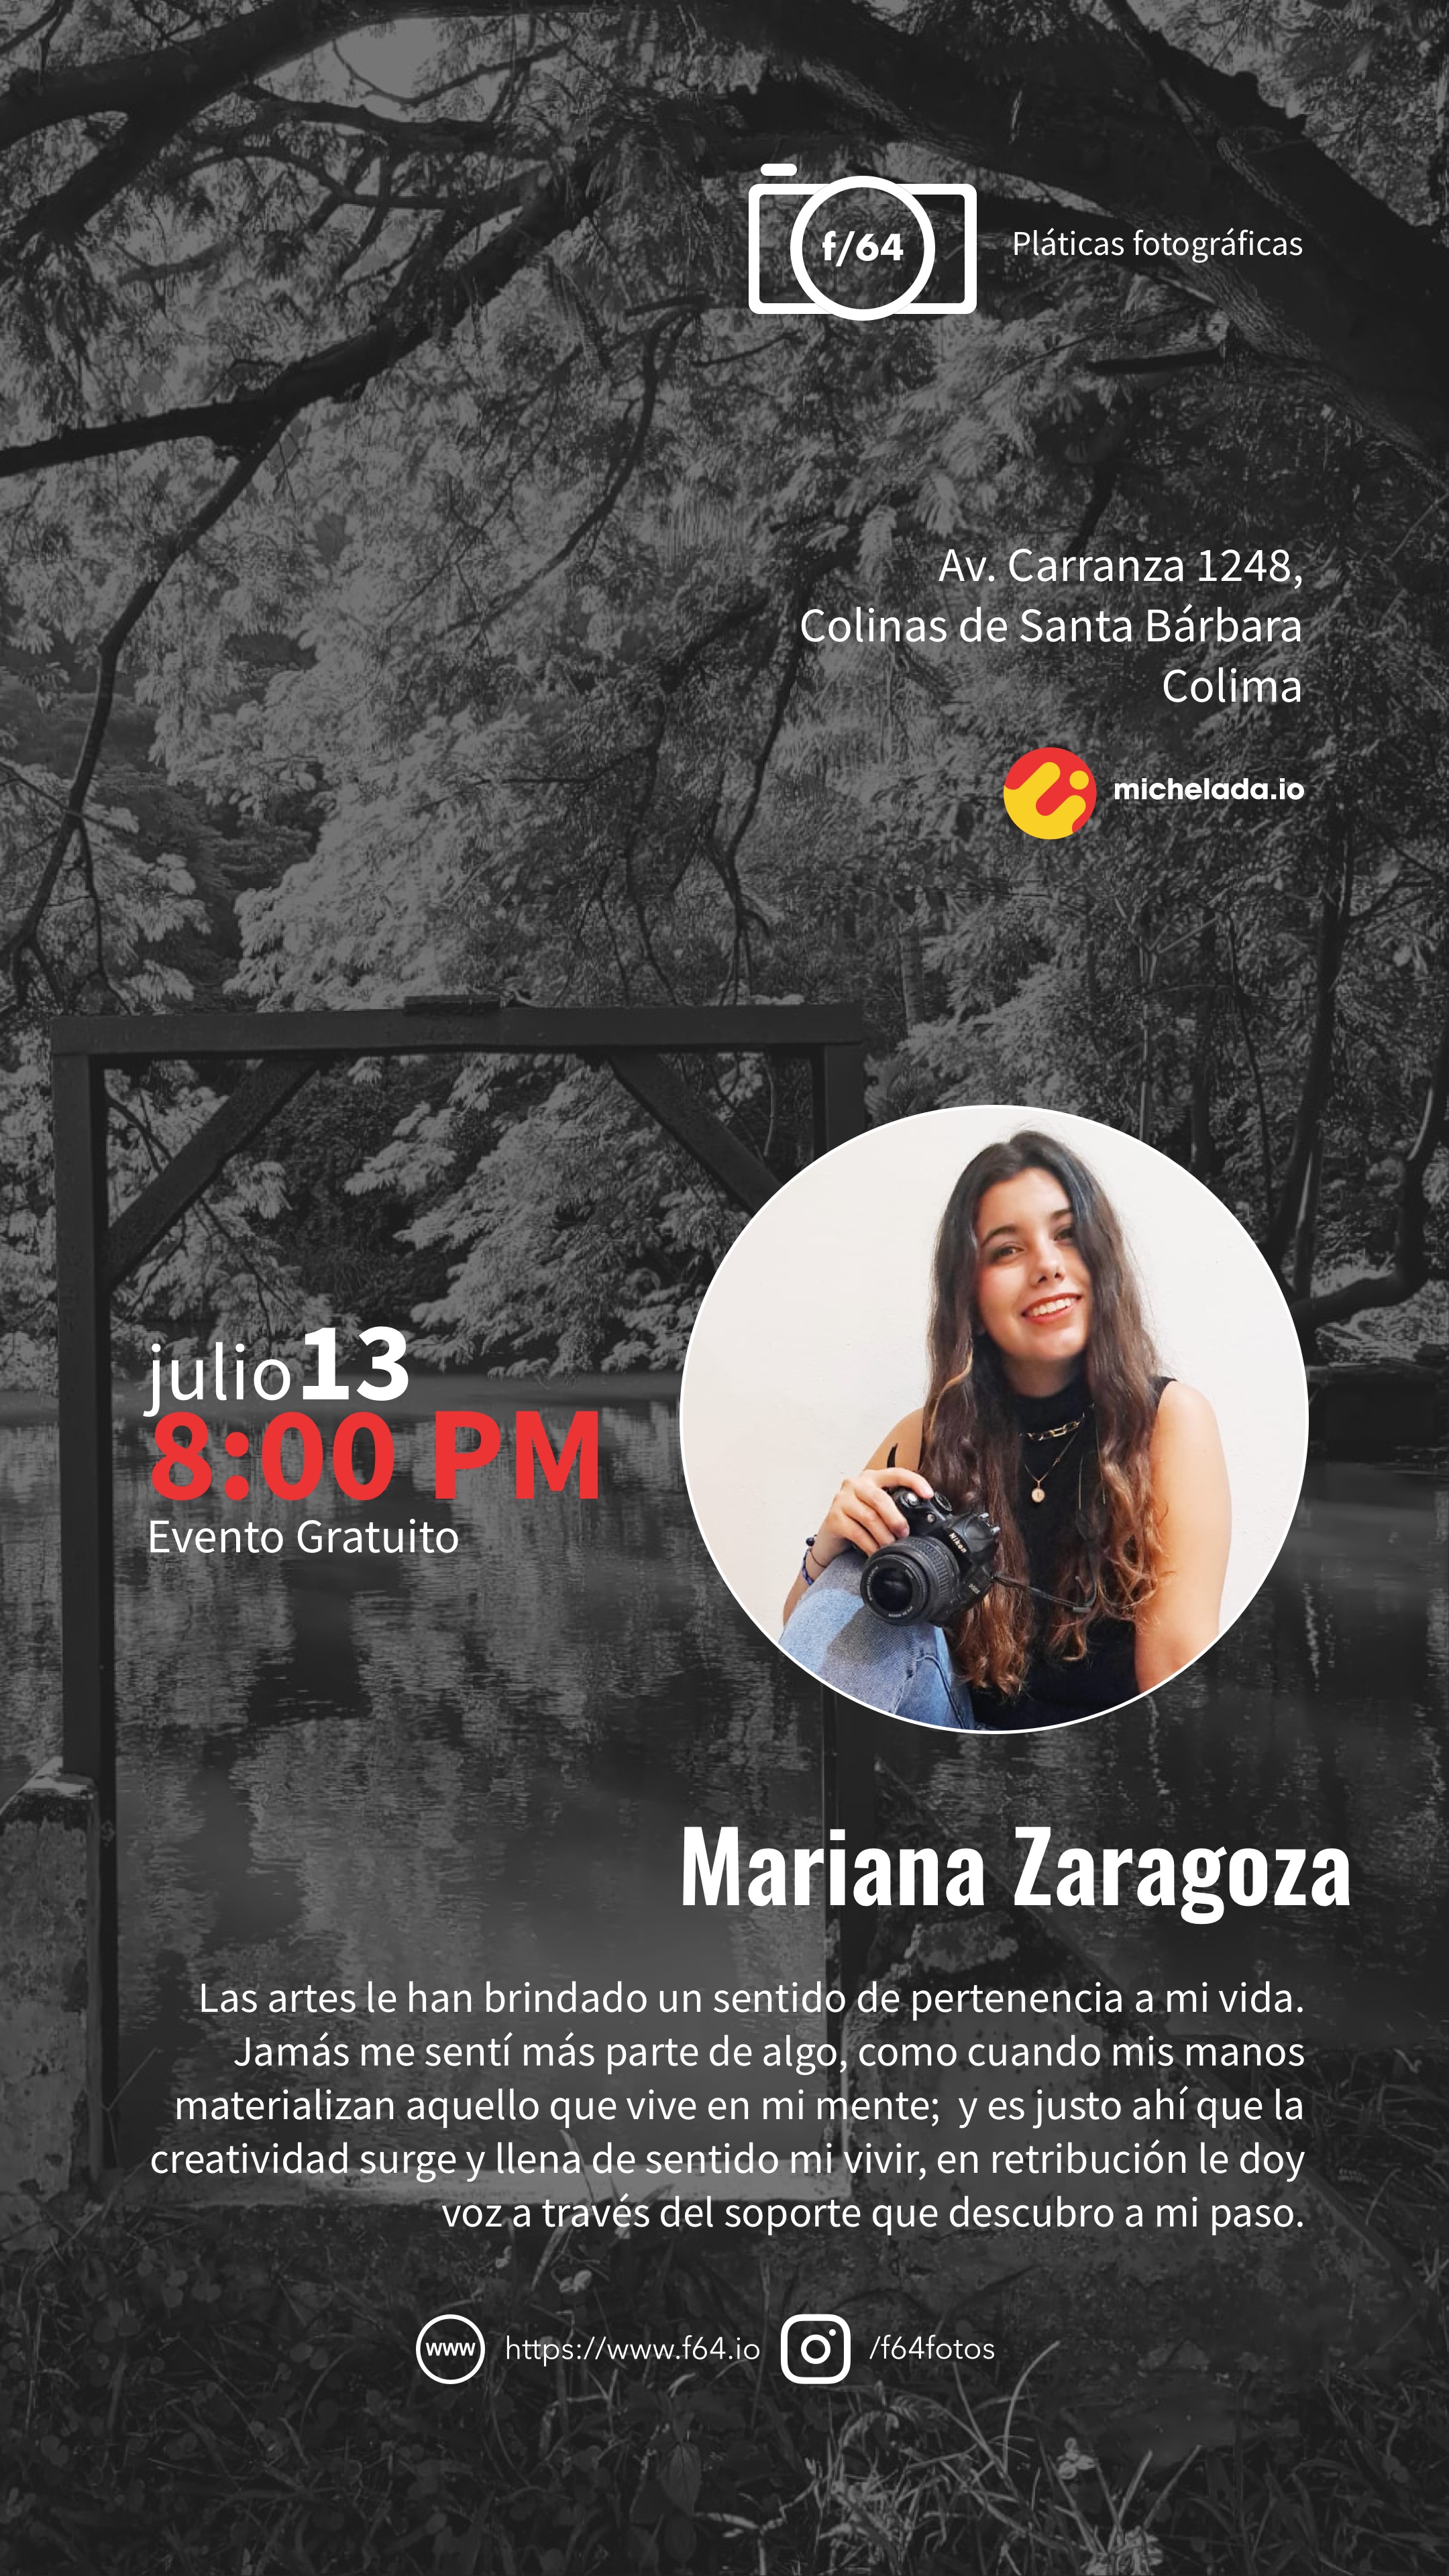 f/64
Pláticas fotográficas
Av. Carranza 1248,
Colinas de Santa Bárbara
Colima
michelada.io
julio 13
8:00 PM
Evento Gratuito
Nikon
Mariana Zaragoza
Las artes le han brindado un sentido de pertenencia a mi vida.
Jamás me sentí más parte de algo, como cuando mis manos
materializan aquello que vive en mi mente;  y es justo ahí que la
creatividad surge y llena de sentido mi vivir, en retribución le doy
voz a través del soporte que descubro a mi paso.
www https://www.f64.io /f64fotos